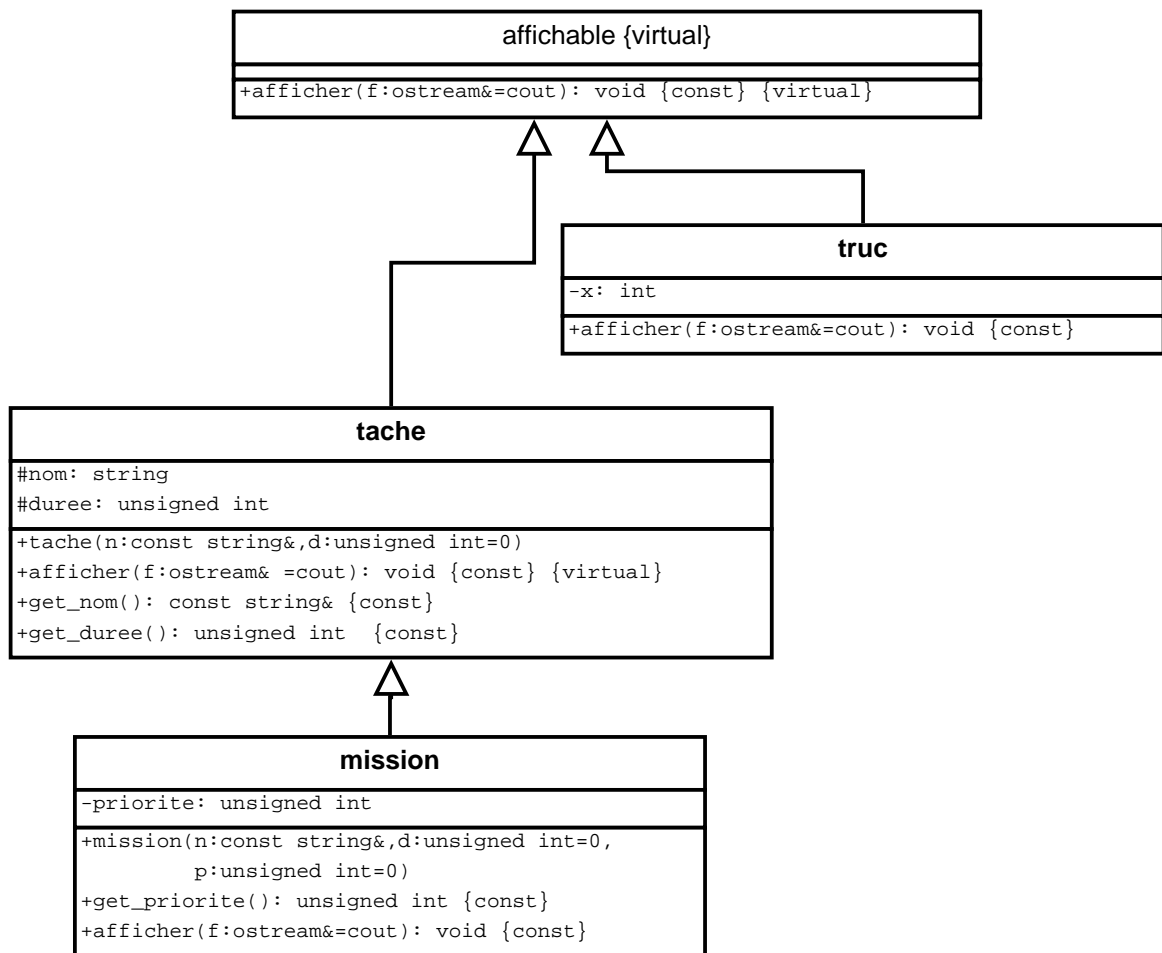 affichable {virtual}
+afficher(f:ostream&=cout): void {const} {virtual}
truc
-x: int
+afficher(f:ostream&=cout): void {const}
tache
#nom: string
#duree: unsigned int
+tache(n:const string&,d:unsigned int=0)
+afficher(f:ostream& =cout): void {const} {virtual}
+get_nom(): const string& {const}
+get_duree(): unsigned int  {const}
mission
-priorite: unsigned int
+mission(n:const string&,d:unsigned int=0,
p:unsigned int=0)
+get_priorite(): unsigned int {const}
+afficher(f:ostream&=cout): void {const}